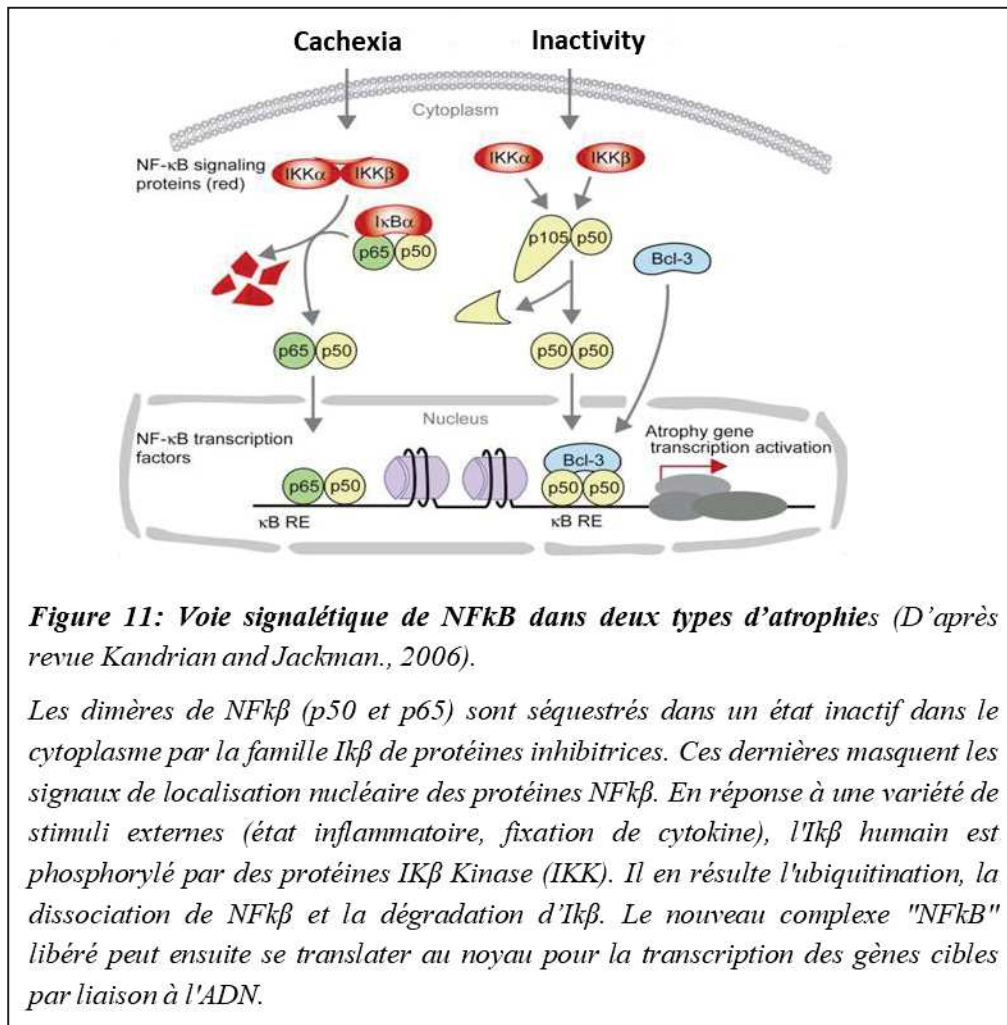 Cachexia
Inactivity
Cytoplasm
NF-κB signaling
proteins (red)
IKKα
IKKβ
IKKα
IKKβ
IκBα
p65
p50
p105
p50
Bcl-3
p65
p50
p50
p50
Nucleus
NF-κB transcription
factors
Atrophy gene
transcription activation
Bcl-3
p65
p50
p50
p50
κB RE
κB RE
Figure 11: Voie signalétique de NFkB dans deux types d'atrophies (D'après
revue Kandrian and Jackman., 2006).
Les dimères de NFkβ (p50 et p65) sont séquestrés dans un état inactif dans le
cytoplasme par la famille Ikβ de protéines inhibitrices. Ces dernières masquent les
signaux de localisation nucléaire des protéines NFkβ. En réponse à une variété de
stimuli externes (état inflammatoire, fixation de cytokine), l'Ikβ humain est
phosphorylé par des protéines IKβ Kinase (IKK). Il en résulte l'ubiquitination, la
dissociation de NFkβ et la dégradation d'Ikβ. Le nouveau complexe "NFkB"
libéré peut ensuite se translater au noyau pour la transcription des gènes cibles
par liaison à l'ADN.